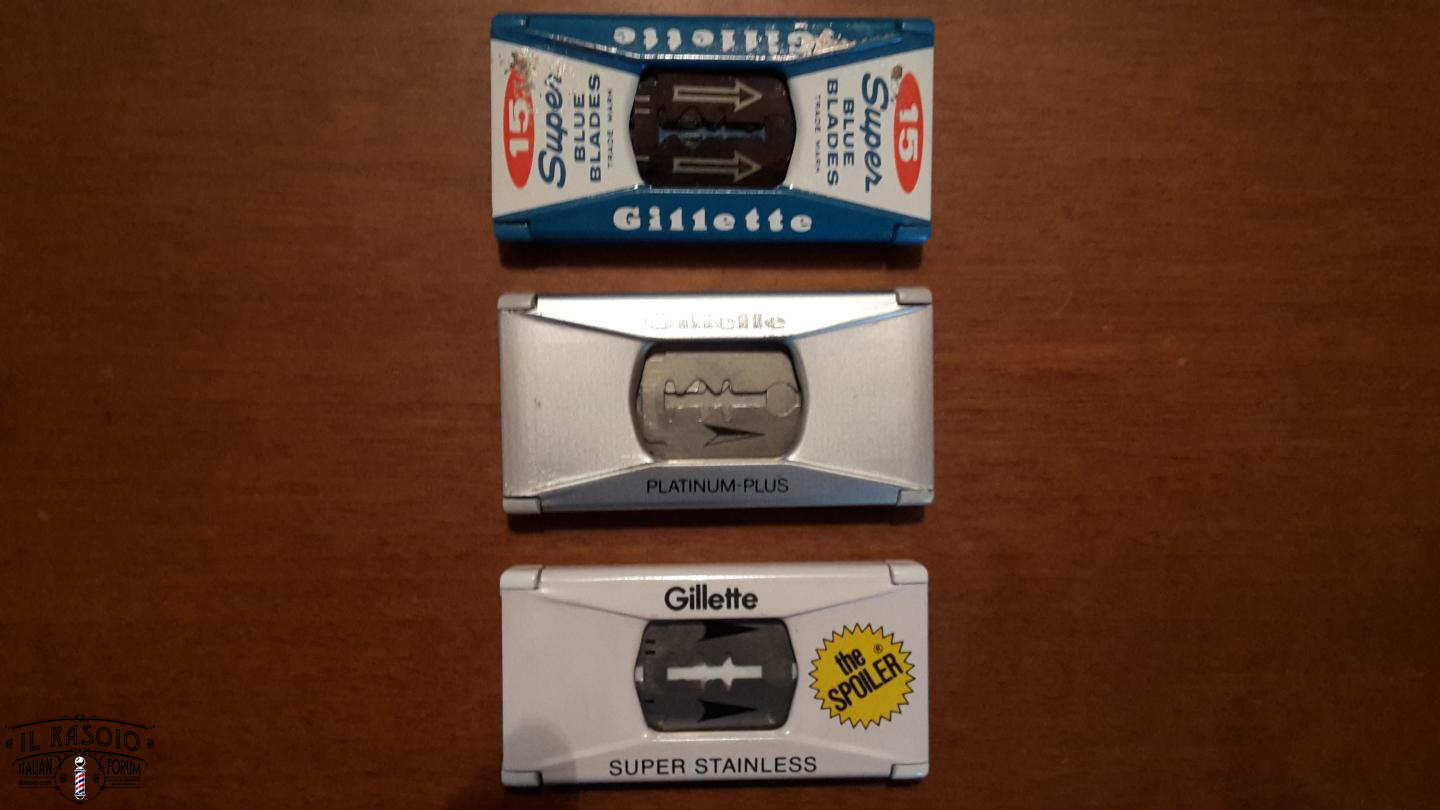 Gillette
15
Super
BLUE
BLADES
TRADE MARK
15
Super
BLUE
BLADES
TRADE MARK
Gillette
Gillette
PLATINUM-PLUS
Gillette
the
SPOILER®
SUPER STAINLESS
IL RASOIO
ITALIAN FORUM